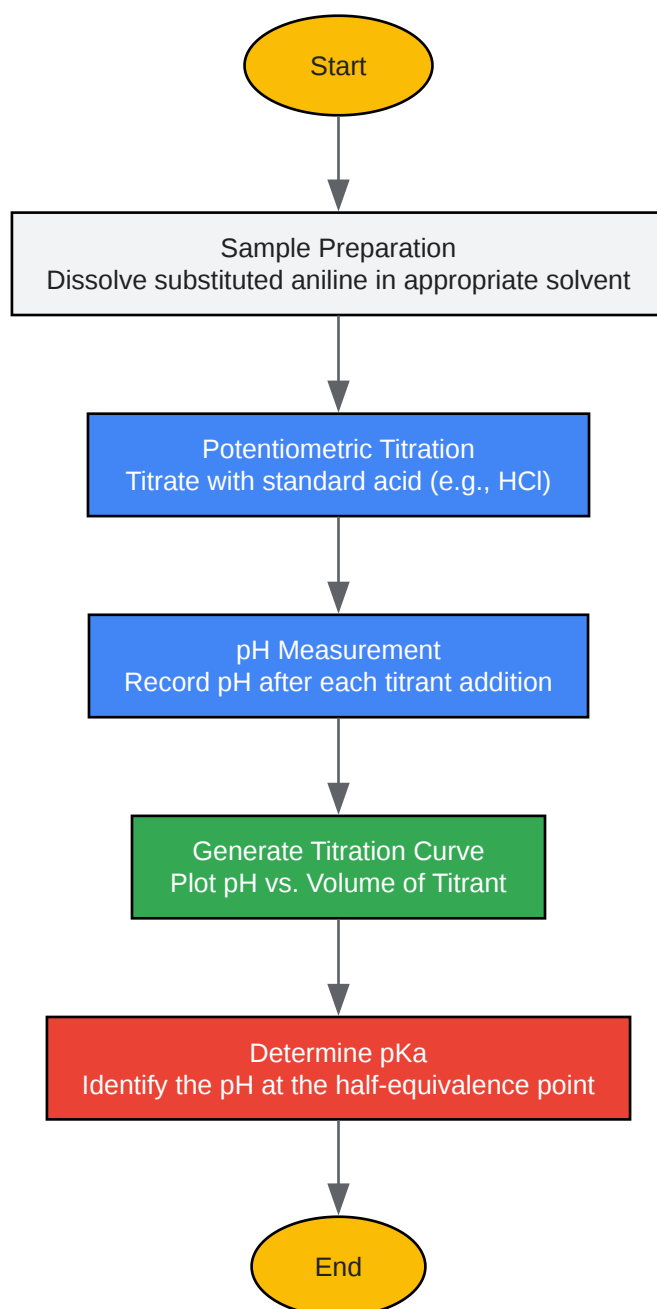 Start
Sample Preparation
Dissolve substituted aniline in appropriate solvent
Potentiometric Titration
Titrate with standard acid (e.g., HCl)
pH Measurement
Record pH after each titrant addition
Generate Titration Curve
Plot pH vs. Volume of Titrant
Determine pKa
Identify the pH at the half-equivalence point
End